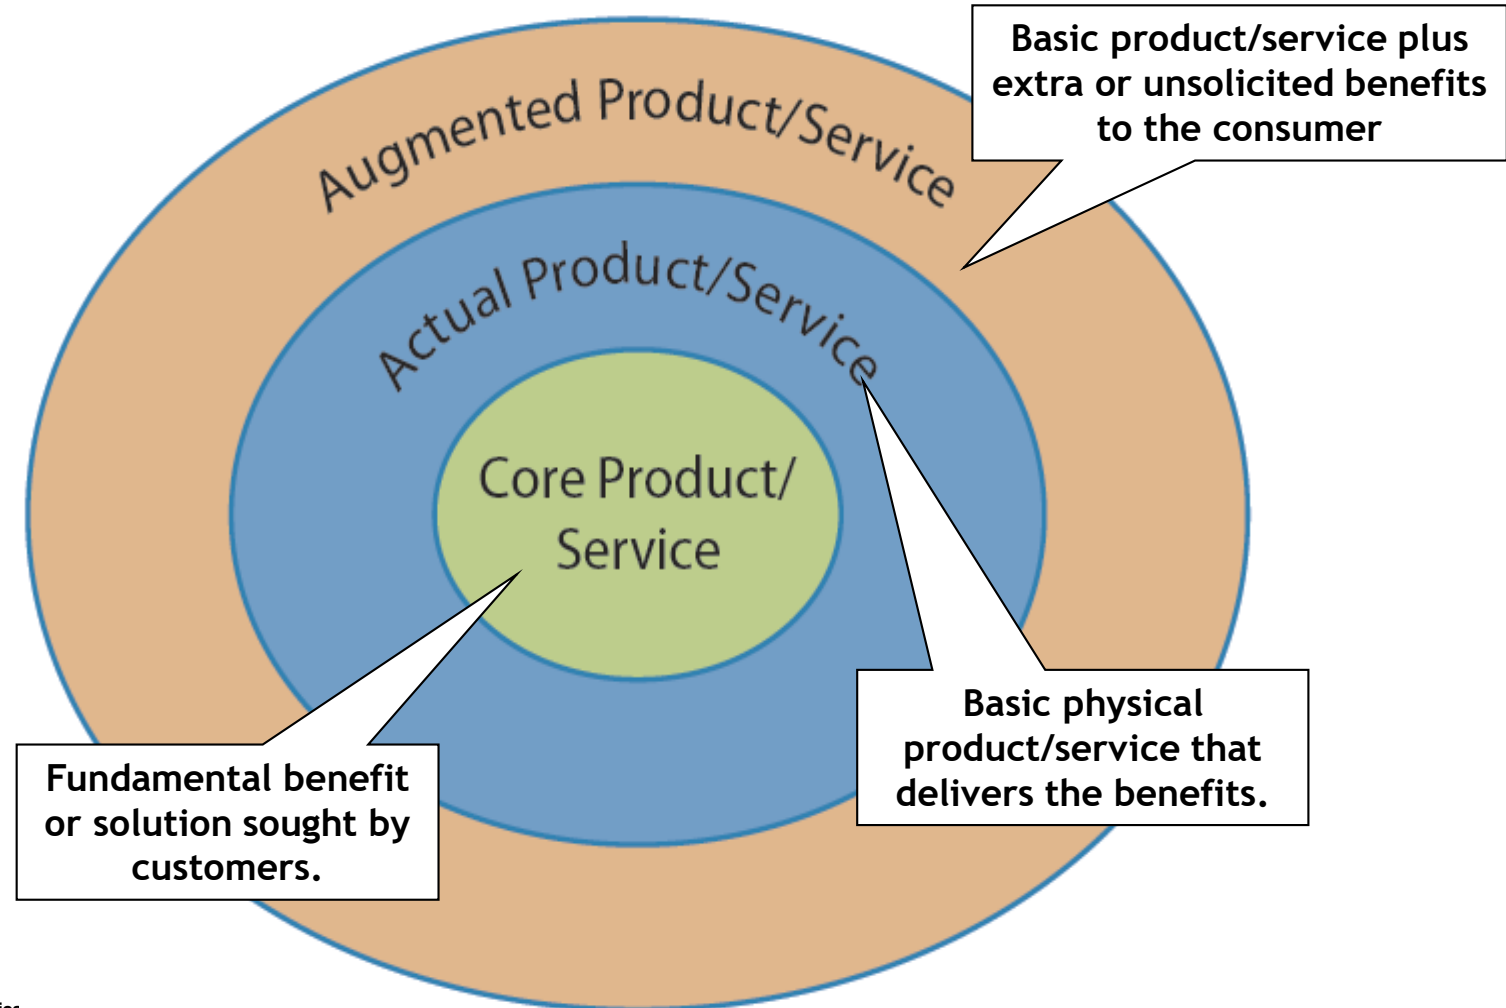 Basic product/service plus
extra or unsolicited benefits
to the consumer
Augmented Product/Service
Actual Product/Service
Core Product/
Service
Basic physical
product/service that
delivers the benefits.
Fundamental benefit
or solution sought by
customers.